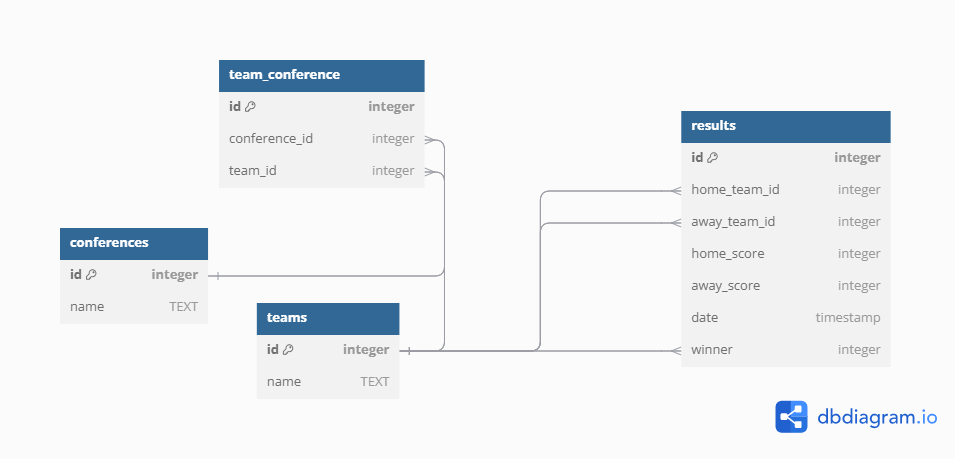 team_conference
id integer
conference_id integer
team_id integer
results
id integer
home_team_id integer
away_team_id integer
home_score integer
away_score integer
date timestamp
winner integer
conferences
id integer
name TEXT
teams
id integer
name TEXT
dbdiagram.io